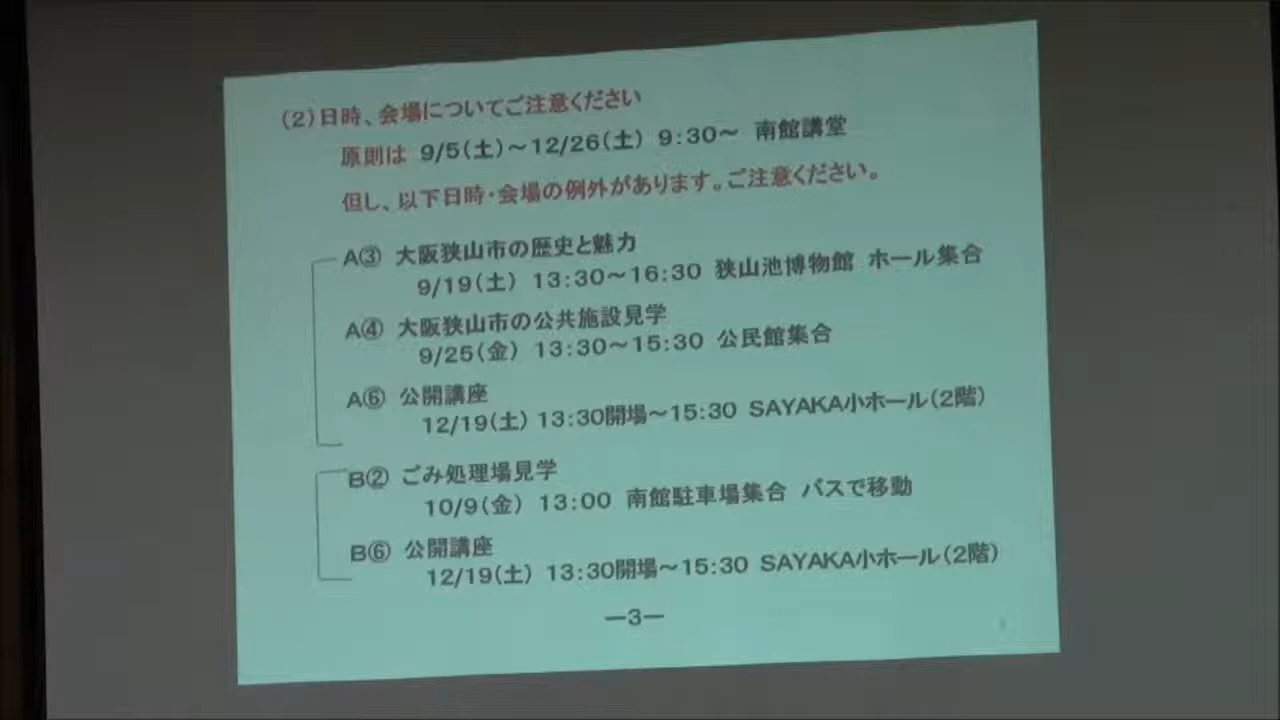 (2)日時、会場についてご注意ください
原則は 9/5(土)～12/26(土) 9:30～ 南館講堂
但し、以下日時・会場の例外があります。ご注意ください。
A③ 大阪狭山市の歴史と魅力
9/19(土) 13:30～16:30 狭山池博物館 ホール集合
A④ 大阪狭山市の公共施設見学
9/25(金) 13:30～15:30 公民館集合
A⑥ 公開講座
12/19(土) 13:30開場～15:30 SAYAKA小ホール(2階)
B② ごみ処理場見学
10/9(金) 13:00 南館駐車場集合 バスで移動
B⑥ 公開講座
12/19(土) 13:30開場～15:30 SAYAKA小ホール(2階)
－3－